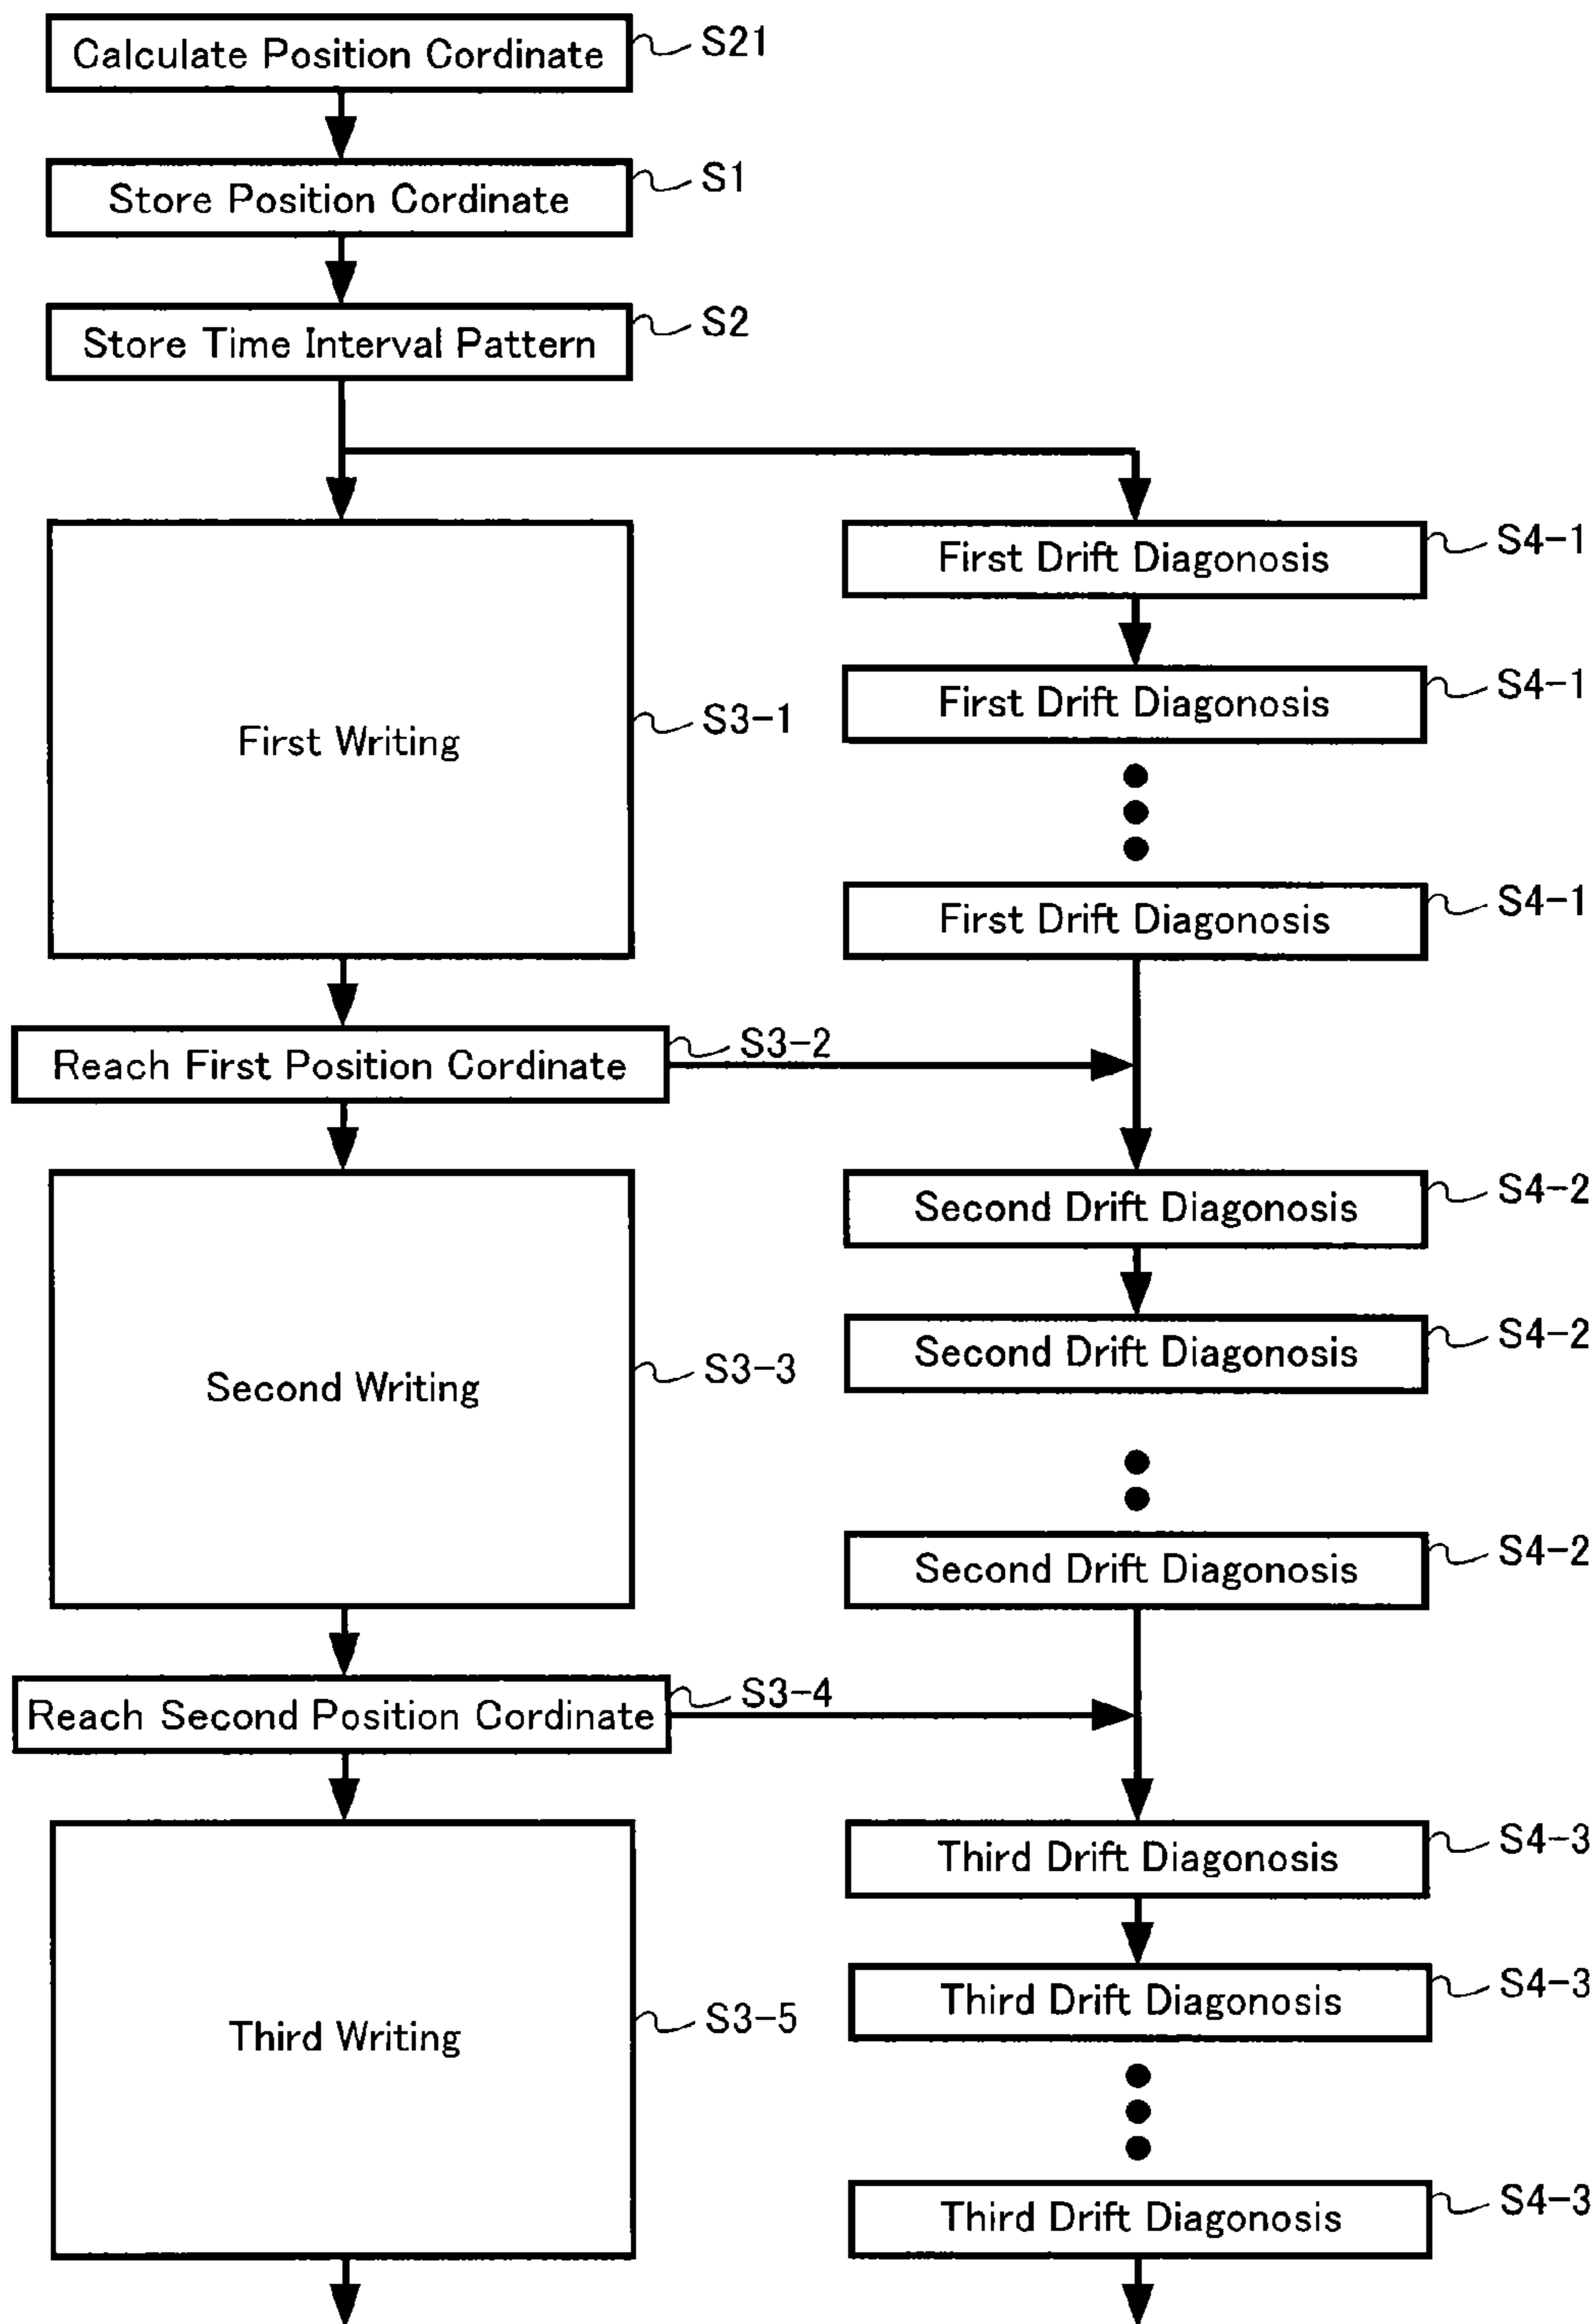 Calculate Position Cordinate
S21
Store Position Cordinate
S1
Store Time Interval Pattern
S2
First Drift Diagonosis
S4-1
First Drift Diagonosis
S4-1
First Writing
S3-1
First Drift Diagonosis
S4-1
Reach First Position Cordinate
S3-2
Second Drift Diagonosis
S4-2
Second Drift Diagonosis
S4-2
Second Writing
S3-3
Second Drift Diagonosis
S4-2
Reach Second Position Cordinate
S3-4
Third Drift Diagonosis
S4-3
Third Drift Diagonosis
S4-3
Third Writing
S3-5
Third Drift Diagonosis
S4-3